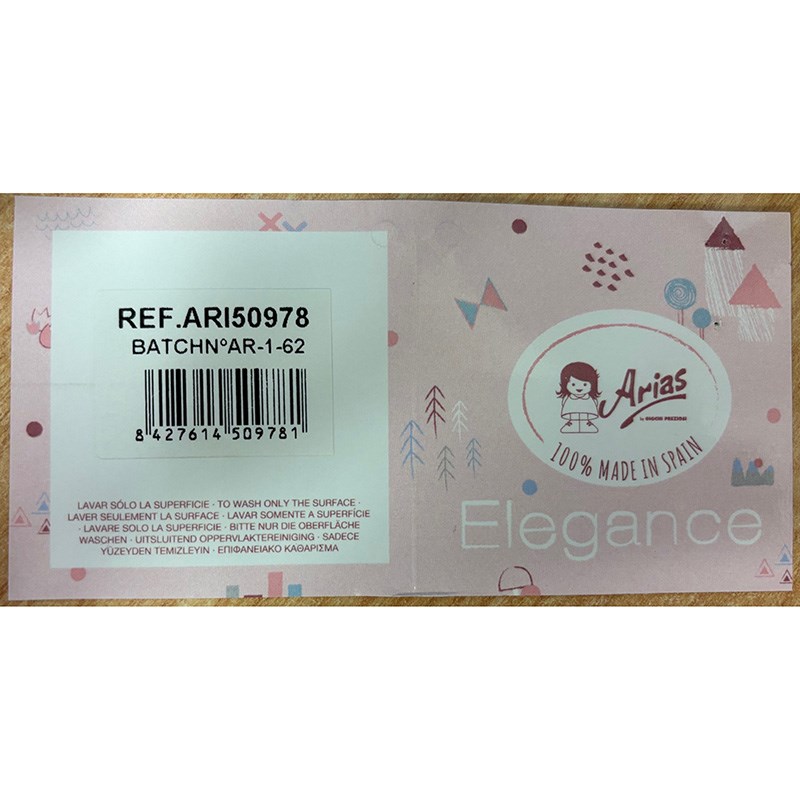 REF.ARI50978
BATCHNºAR-1-62
8 427614 509781
LAVAR SÓLO LA SUPERFICIE · TO WASH ONLY THE SURFACE ·
LAVER SEULEMENT LA SURFACE · LAVAR SOMENTE A SUPERFÍCIE
· LAVARE SOLO LA SUPERFICIE · BITTE NUR DIE OBERFLÄCHE
WASCHEN · UITSLUITEND OPPERVLAKTEREINIGING · SADECE
YÜZEYDEN TEMIZLEYIN · ΕΠΙΦΑΝΕΙΑΚΟ ΚΑΘΑΡΙΣΜΑ
Arias
100% MADE IN SPAIN
Elegance